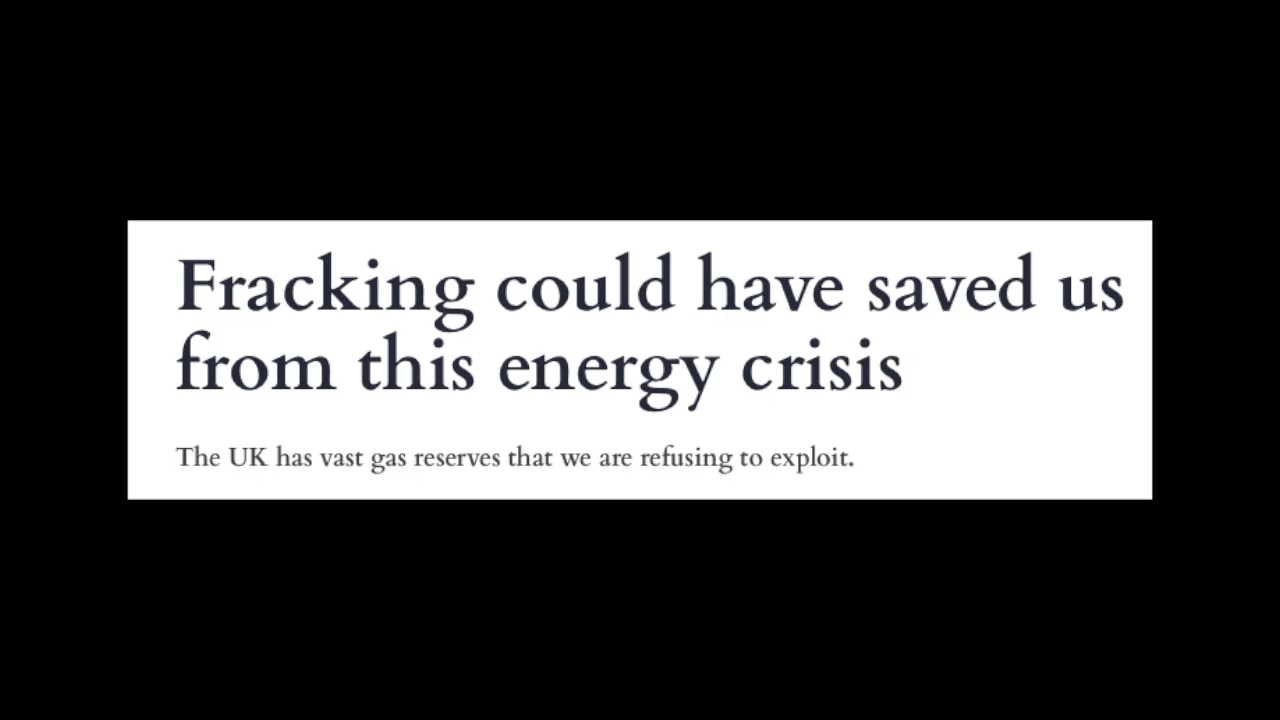 Fracking could have saved us
from this energy crisis
The UK has vast gas reserves that we are refusing to exploit.